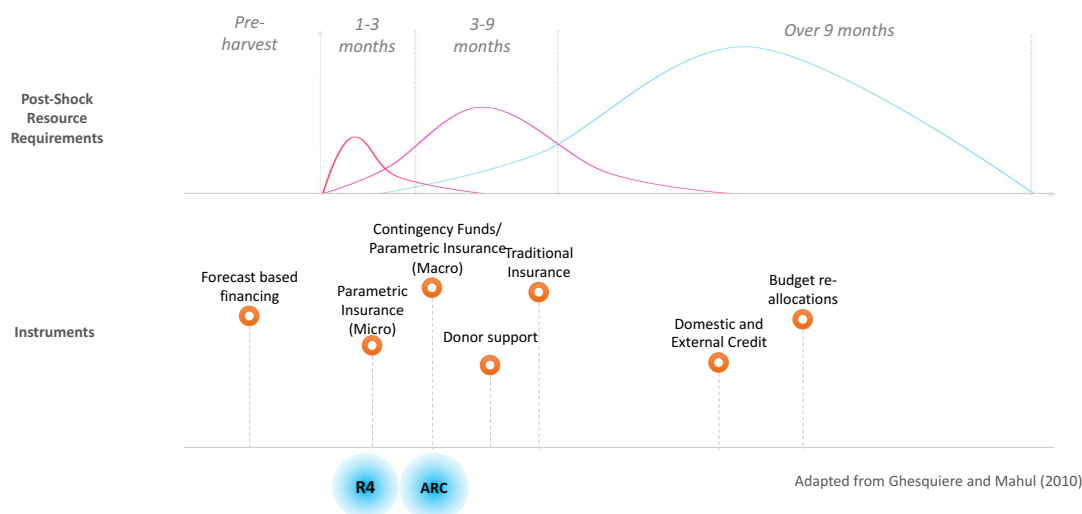 Pre-
harvest
1-3
months
3-9
months
Over 9 months
Post-Shock
Resource
Requirements
Contingency Funds/
Parametric Insurance
(Macro)
Traditional
Insurance
Forecast based
financing
Parametric
Insurance
(Micro)
Budget re-
allocations
Instruments
Donor support
Domestic and
External Credit
R4
ARC
Adapted from Ghesquiere and Mahul (2010)